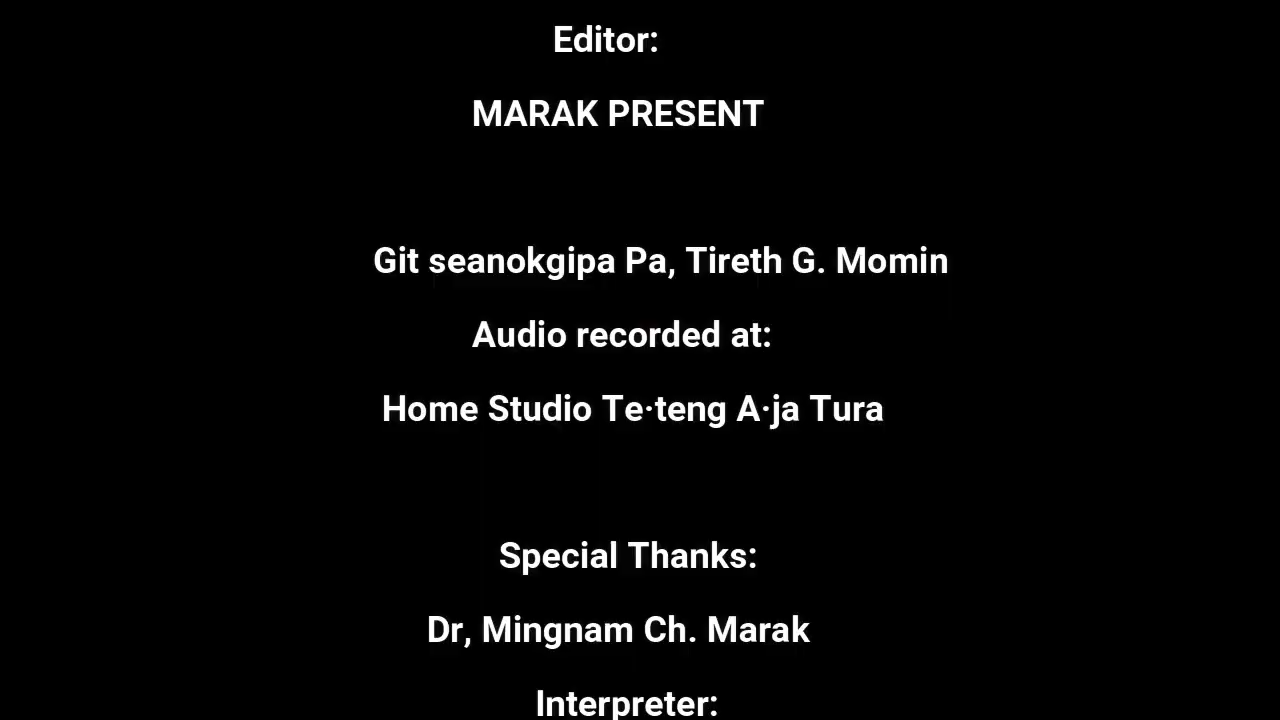 Editor:
MARAK PRESENT
Git seanokgipa Pa, Tireth G. Momin
Audio recorded at:
Home Studio Te·teng A·ja Tura
Special Thanks:
Dr, Mingnam Ch. Marak
Interpreter: